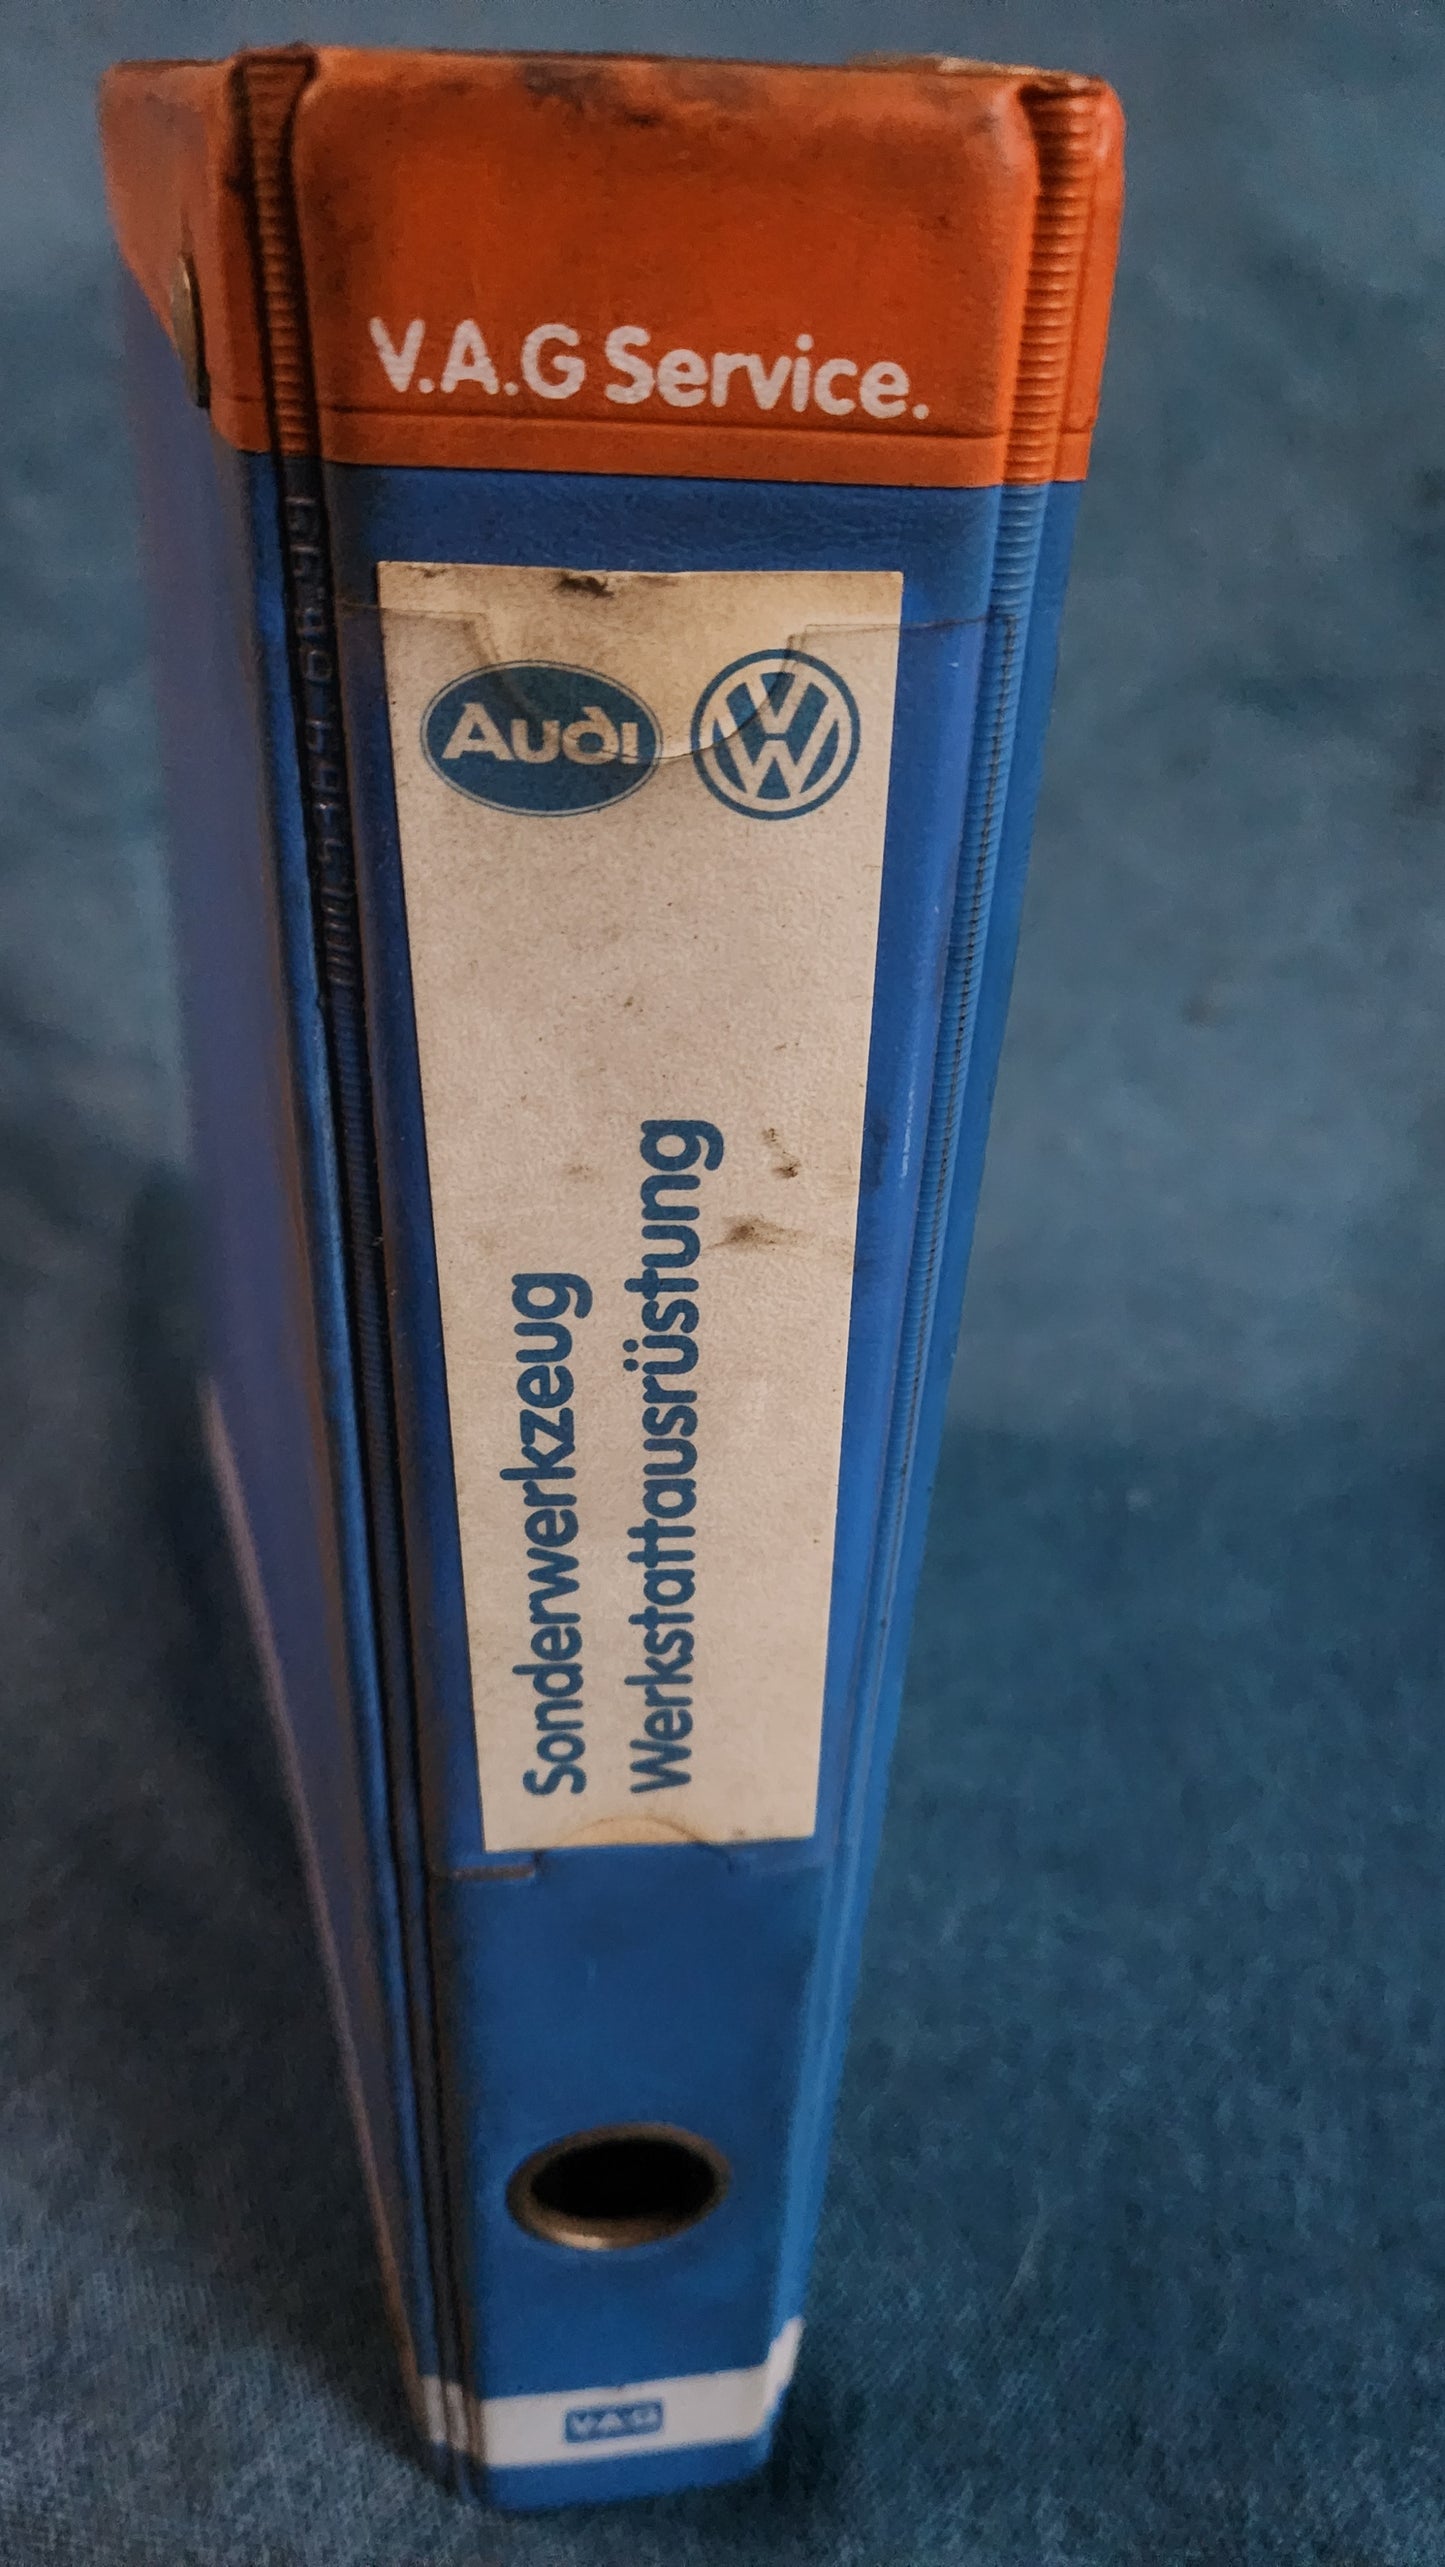 V.A.G Service.
Audi
Sonderwerkzeug
Werkstattausrüstung
V.A.G